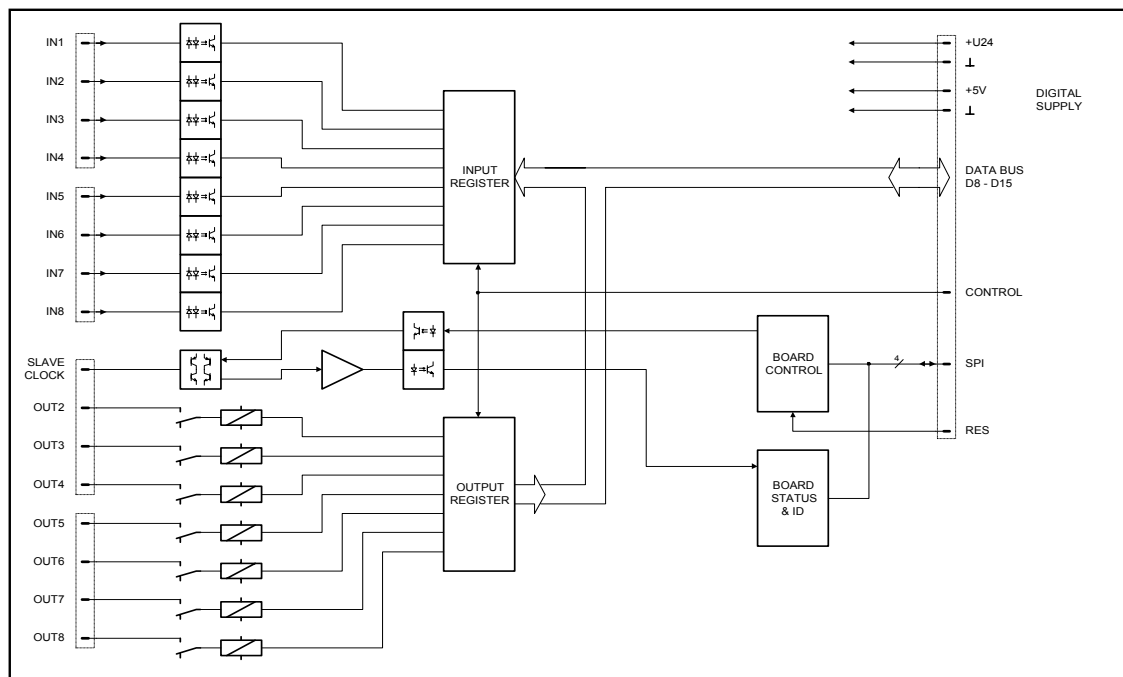 IN1
IN2
IN3
IN4
IN5
IN6
IN7
IN8
SLAVE
CLOCK
OUT2
OUT3
OUT4
OUT5
OUT6
OUT7
OUT8
INPUT
REGISTER
OUTPUT
REGISTER
BOARD
CONTROL
BOARD
STATUS
& ID
4
+U24
+5V
DIGITAL
SUPPLY
DATA BUS
D8 - D15
CONTROL
SPI
RES